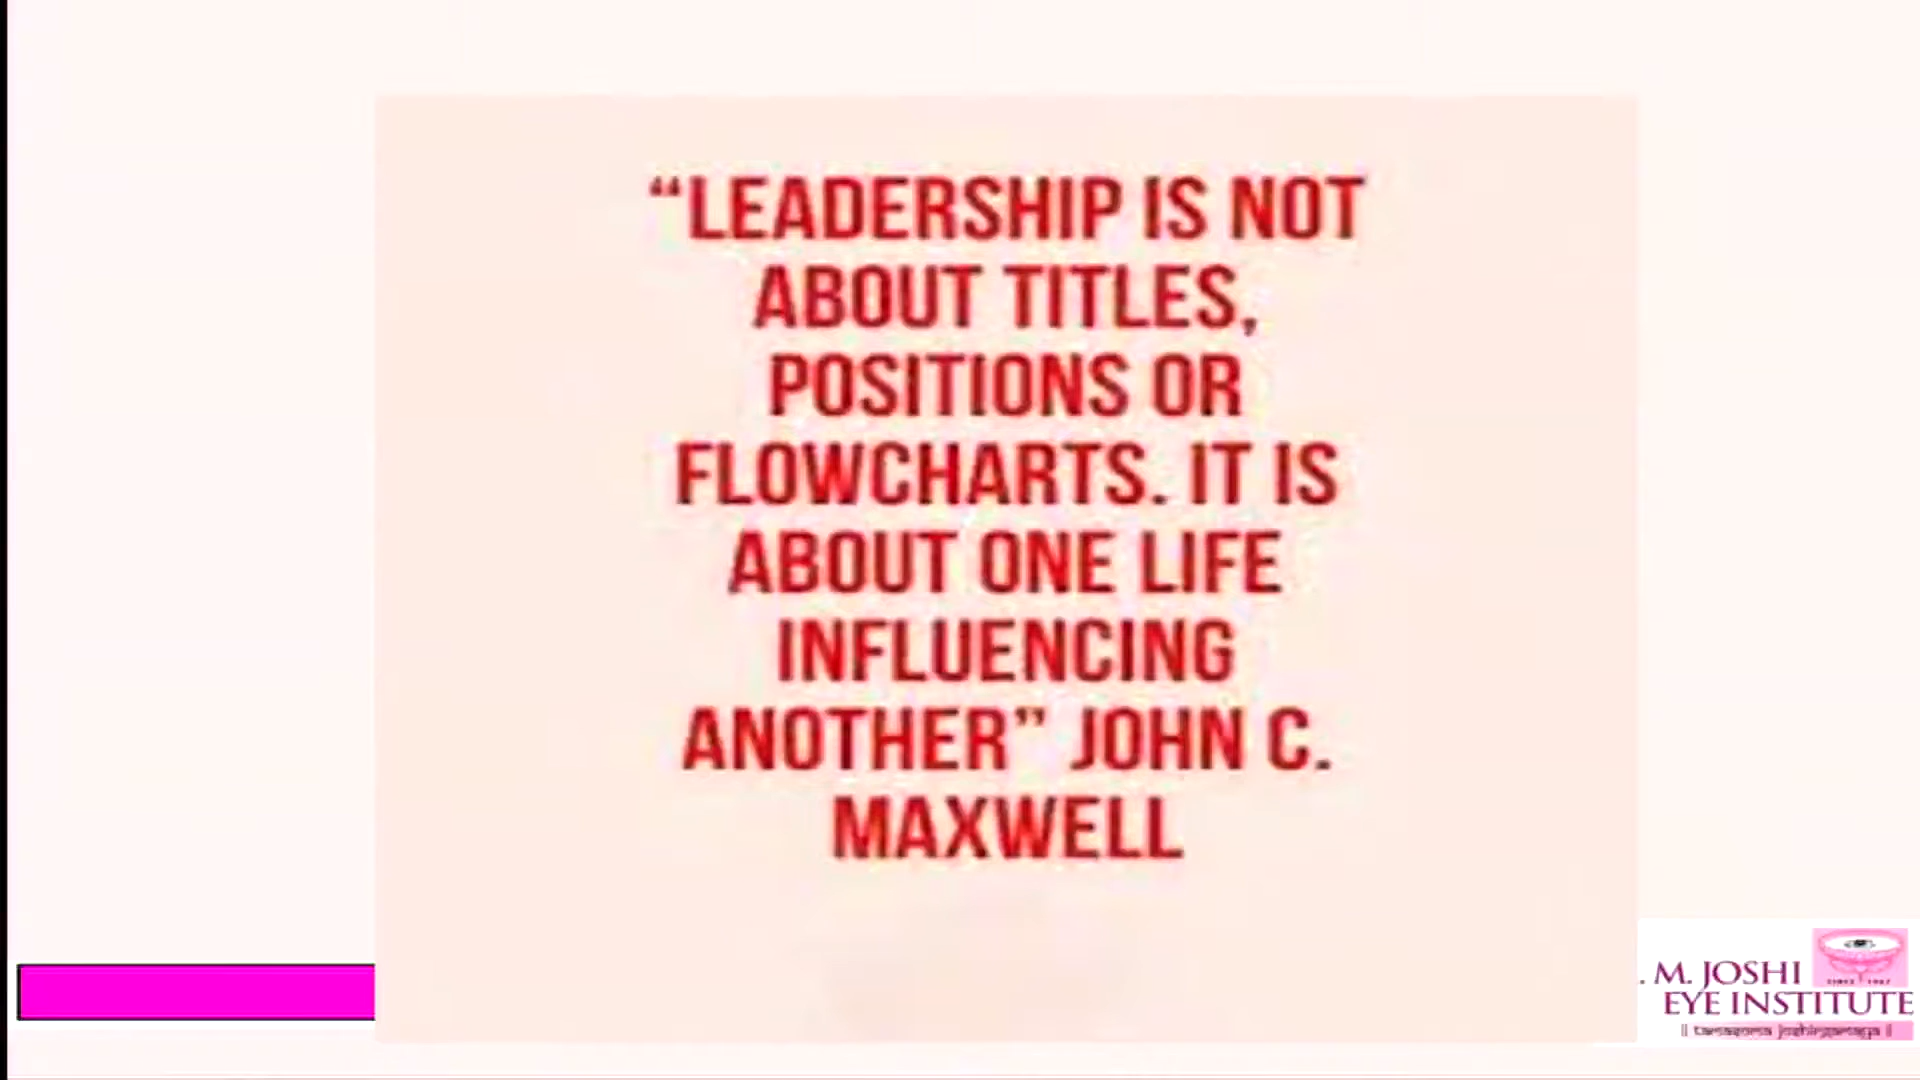 “LEADERSHIP IS NOT
ABOUT TITLES,
POSITIONS OR
FLOWCHARTS. IT IS
ABOUT ONE LIFE
INFLUENCING
ANOTHER” JOHN C.
MAXWELL
. M. JOSHI
EYE INSTITUTE